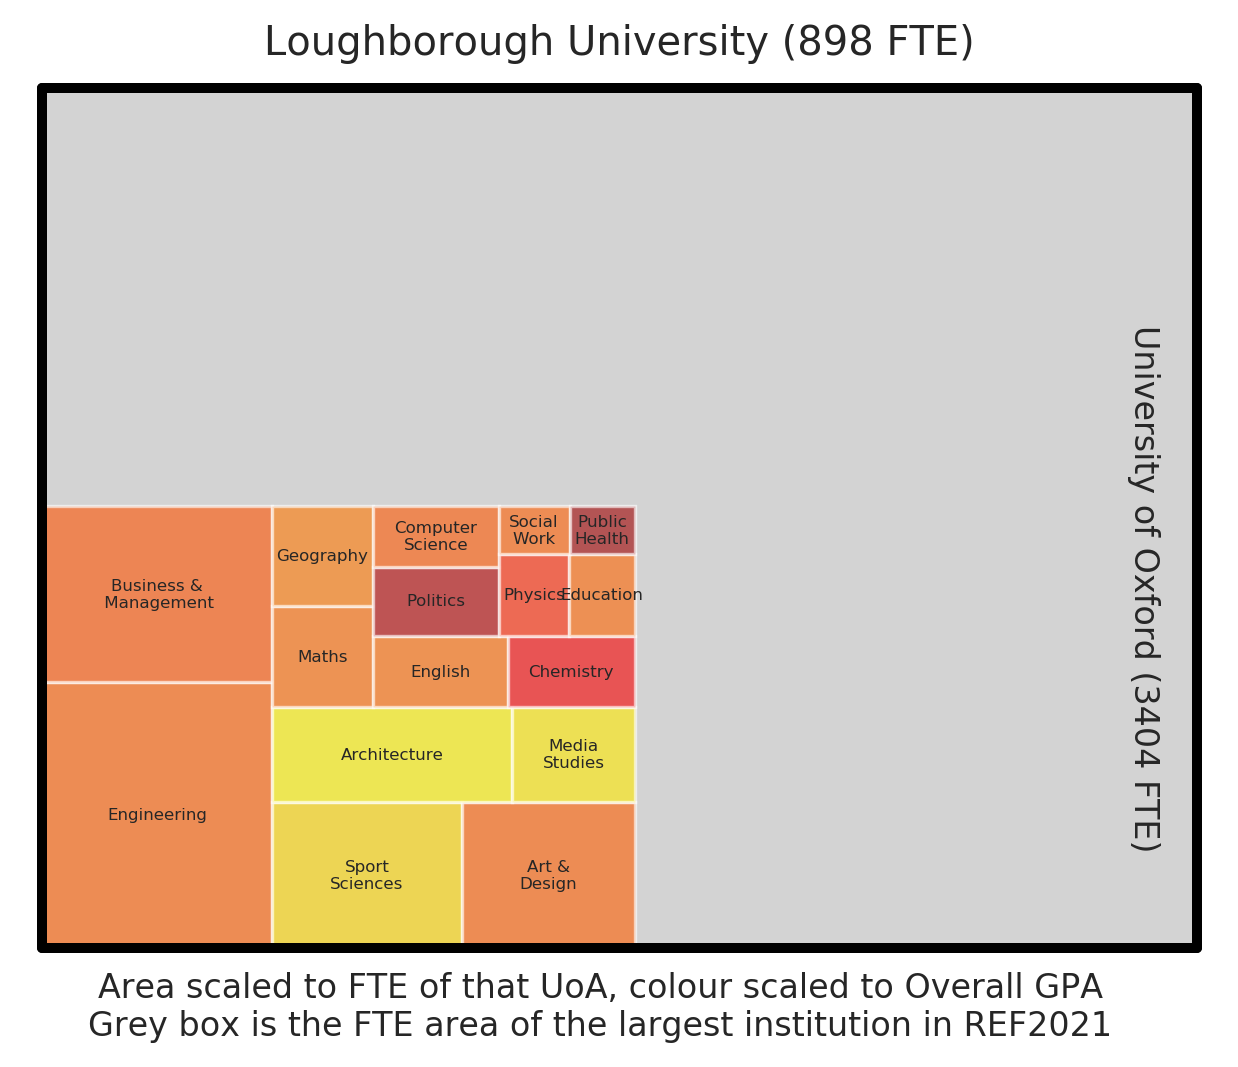 Loughborough University (898 FTE)
Business &
Management
Geography
Computer
Science
Social
Work
Public
Health
Politics
Physics
Education
Maths
English
Chemistry
Engineering
Architecture
Media
Studies
Sport
Sciences
Art &
Design
University of Oxford (3404 FTE)
Area scaled to FTE of that UoA, colour scaled to Overall GPA
Grey box is the FTE area of the largest institution in REF2021